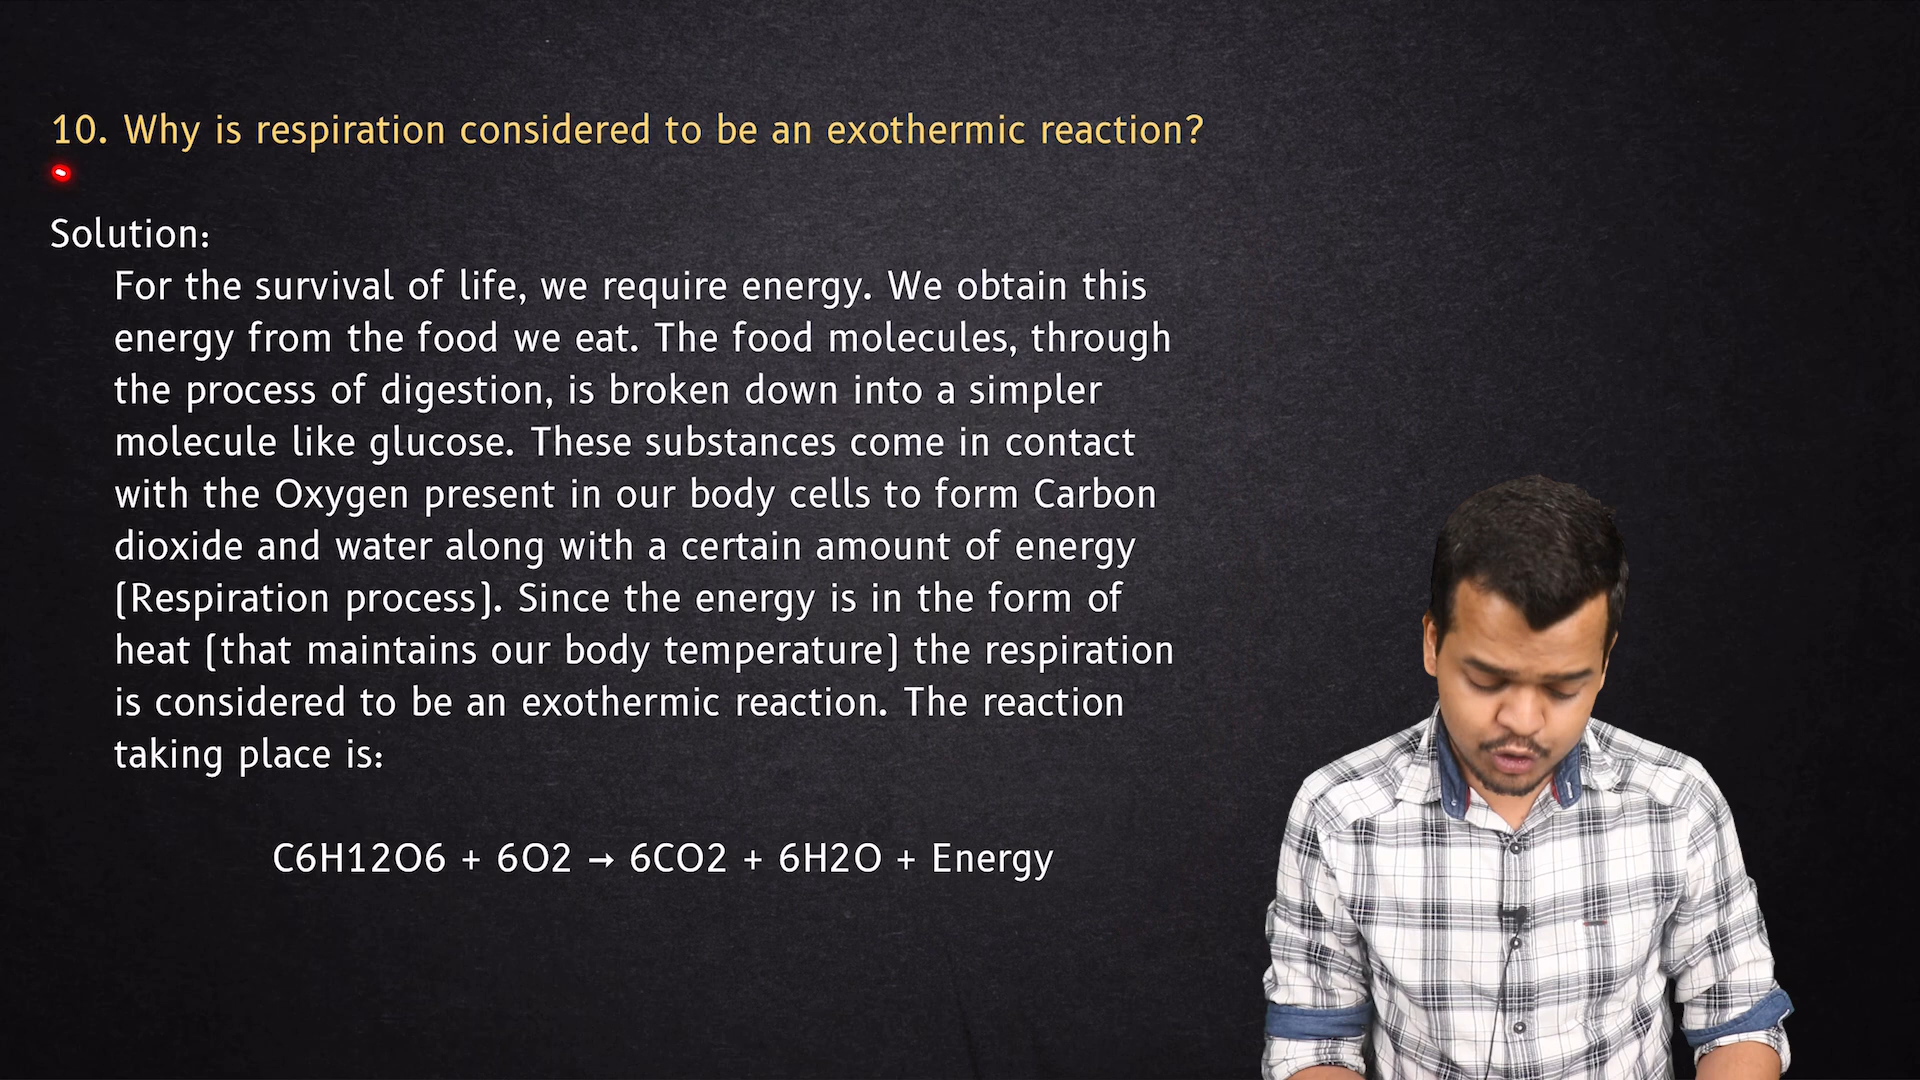 10. Why is respiration considered to be an exothermic reaction?
Solution:
For the survival of life, we require energy. We obtain this
energy from the food we eat. The food molecules, through
the process of digestion, is broken down into a simpler
molecule like glucose. These substances come in contact
with the Oxygen present in our body cells to form Carbon
dioxide and water along with a certain amount of energy
(Respiration process). Since the energy is in the form of
heat (that maintains our body temperature) the respiration
is considered to be an exothermic reaction. The reaction
taking place is:
C6H12O6 + 6O2 → 6CO2 + 6H2O + Energy